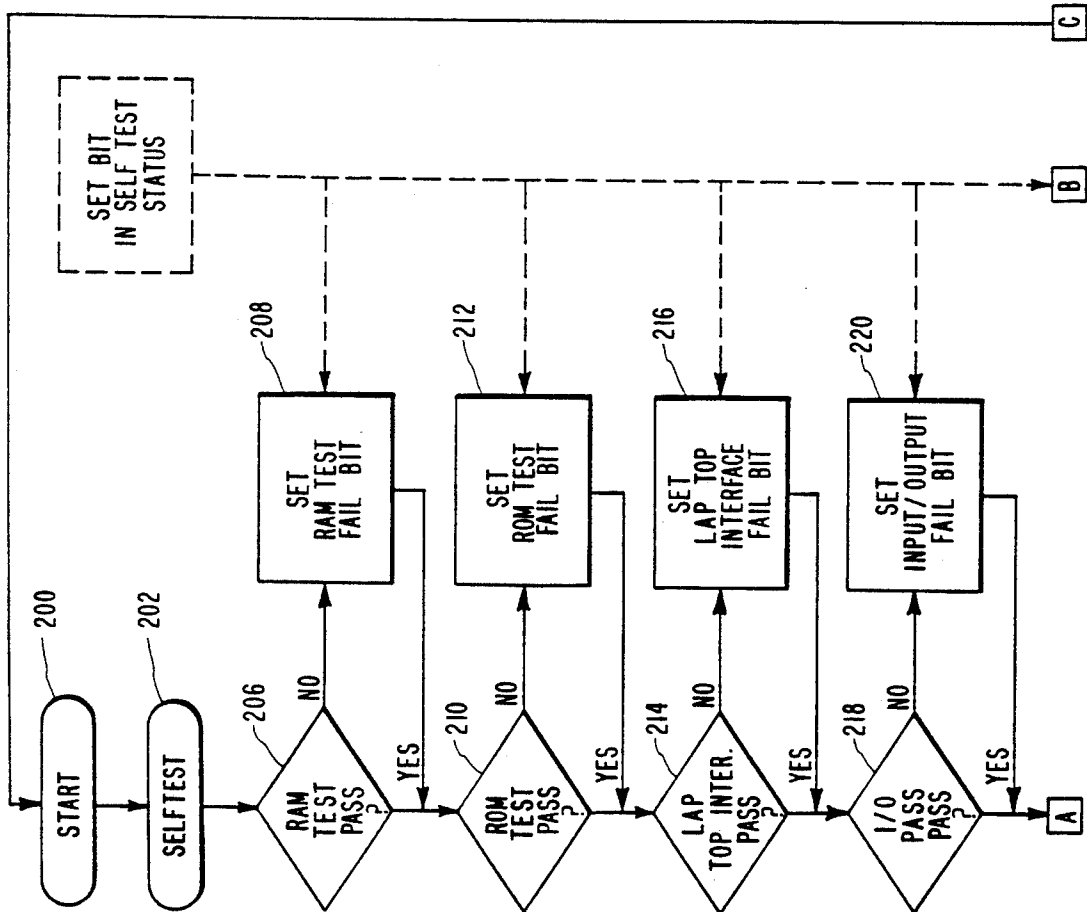 200
START
202
SELFTEST
SET BIT
IN SELF TEST
STATUS
206
RAM
TEST
PASS
?
NO
YES
208
SET
RAM TEST
FAIL BIT
210
ROM
TEST
PASS
?
NO
YES
212
SET
ROM TEST
FAIL BIT
214
LAP
TOP INTER.
PASS
?
NO
YES
216
SET
LAP TOP
INTERFACE
FAIL BIT
218
I/O
PASS
PASS
?
NO
YES
220
SET
INPUT/OUTPUT
FAIL BIT
A
B
C